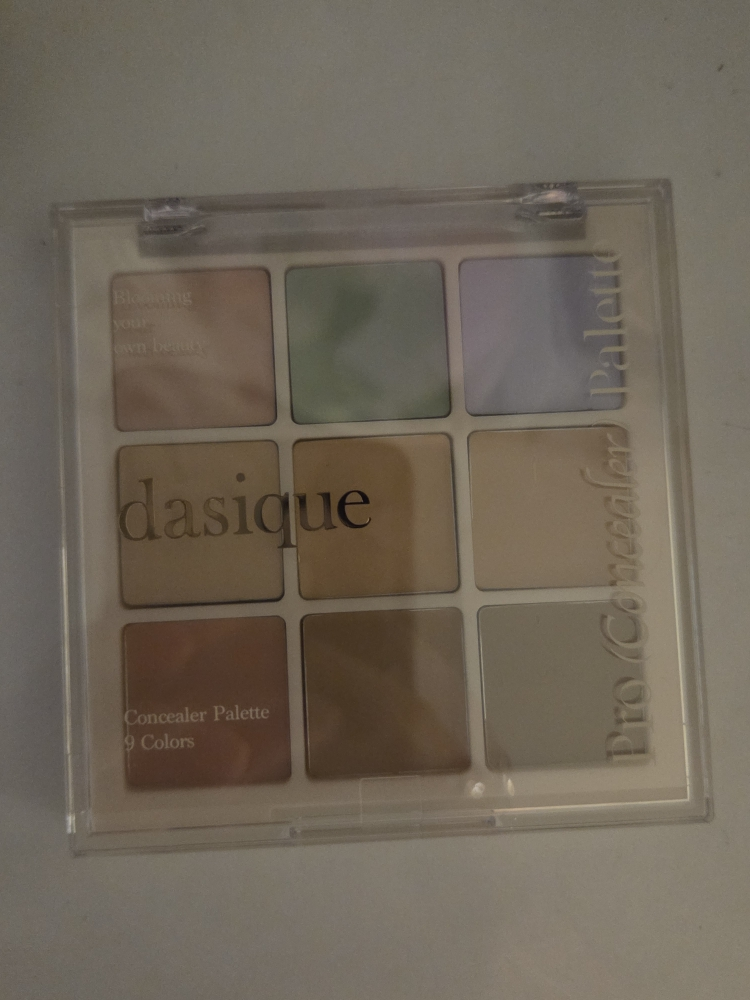 Blooming
your
own beauty
dasique
Concealer Palette
9 Colors
Pro (Concealer) Palette